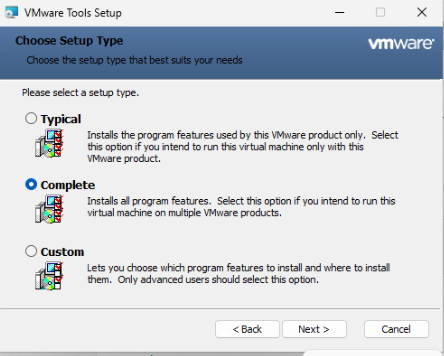 VMware Tools Setup
Choose Setup Type
Choose the setup type that best suits your needs
vmware
Please select a setup type.
Typical
Installs the program features used by this VMware product only. Select
this option if you intend to run this virtual machine only with this
VMware product.
Complete
Installs all program features. Select this option if you intend to run this
virtual machine on multiple VMware products.
Custom
Lets you choose which program features to install and where to install
them. Only advanced users should select this option.
< Back
Next >
Cancel